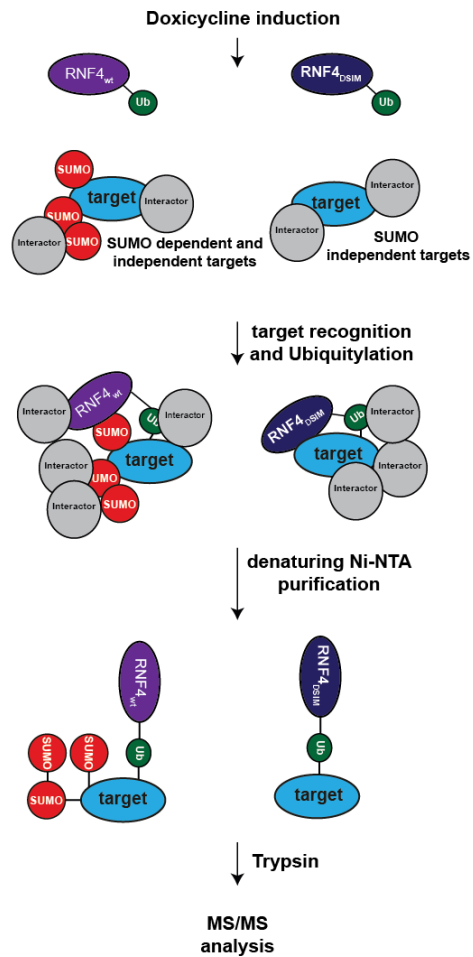 Doxycycline induction
RNF4wt
Ub
RNF4DSIM
Ub
SUMO
target
Interactor
SUMO
Interactor
SUMO
SUMO dependent and
independent targets
Interactor
target
Interactor
SUMO
independent targets
target recognition
and Ubiquitylation
RNF4wt
Interactor
Ub
Interactor
SUMO
Interactor
target
UMO
SUMO
Interactor
RNF4DSIM
Ub
Interactor
target
Interactor
Interactor
denaturing Ni-NTA
purification
RNF4wt
Ub
SUMO
SUMO
SUMO
target
RNF4DSIM
Ub
target
Trypsin
MS/MS
analysis